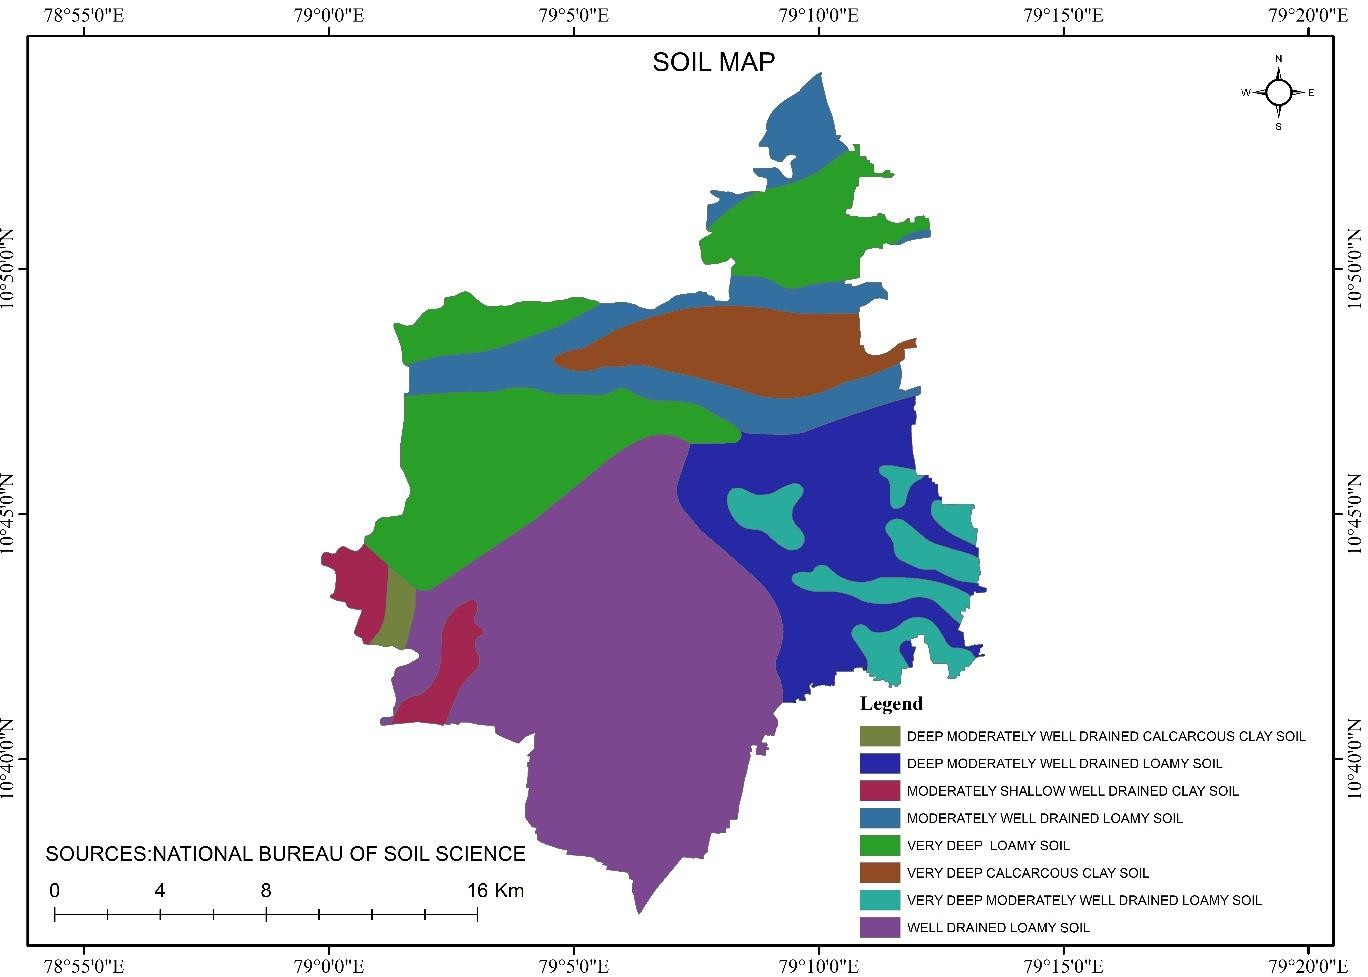 78°55'0"E 79°0'0"E 79°5'0"E 79°10'0"E 79°15'0"E 79°20'0"E
SOIL MAP
N
W E
S
10°50'0"N 10°50'0"N
10°45'0"N 10°45'0"N
10°40'0"N 10°40'0"N
Legend
DEEP MODERATELY WELL DRAINED CALCARCOUS CLAY SOIL
DEEP MODERATELY WELL DRAINED LOAMY SOIL
MODERATELY SHALLOW WELL DRAINED CLAY SOIL
MODERATELY WELL DRAINED LOAMY SOIL
VERY DEEP LOAMY SOIL
VERY DEEP CALCARCOUS CLAY SOIL
VERY DEEP MODERATELY WELL DRAINED LOAMY SOIL
WELL DRAINED LOAMY SOIL
SOURCES:NATIONAL BUREAU OF SOIL SCIENCE
0 4 8 16 Km
78°55'0"E 79°0'0"E 79°5'0"E 79°10'0"E 79°15'0"E 79°20'0"E